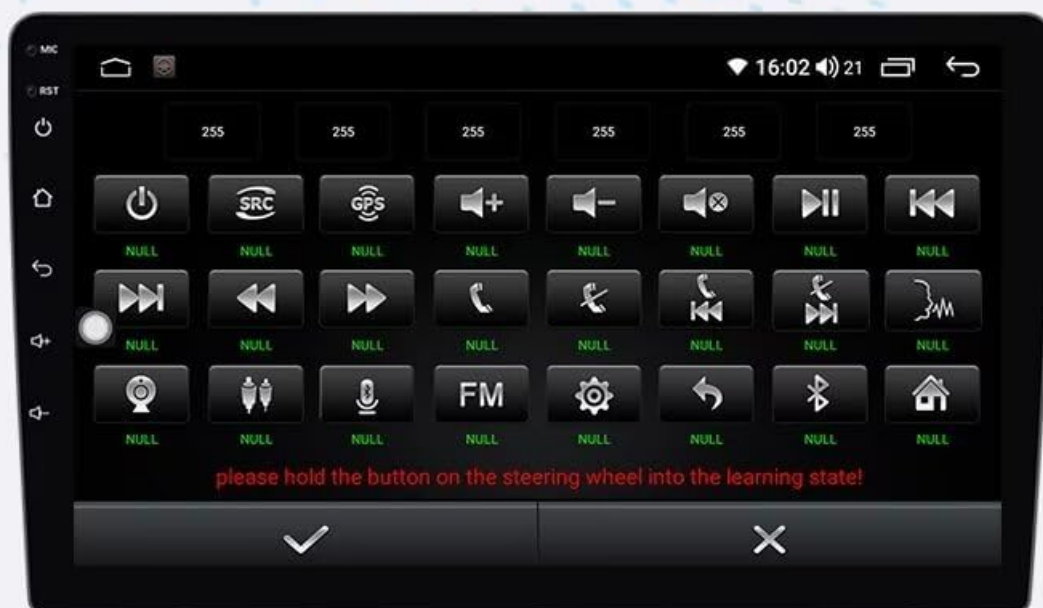 MIC
16:02 21
RST
255 255 255 255 255 255
SRC GPS
NULL NULL NULL NULL NULL NULL NULL NULL
NULL NULL NULL NULL NULL NULL NULL NULL
FM
NULL NULL NULL NULL NULL NULL NULL NULL
please hold the button on the steering wheel into the learning state!